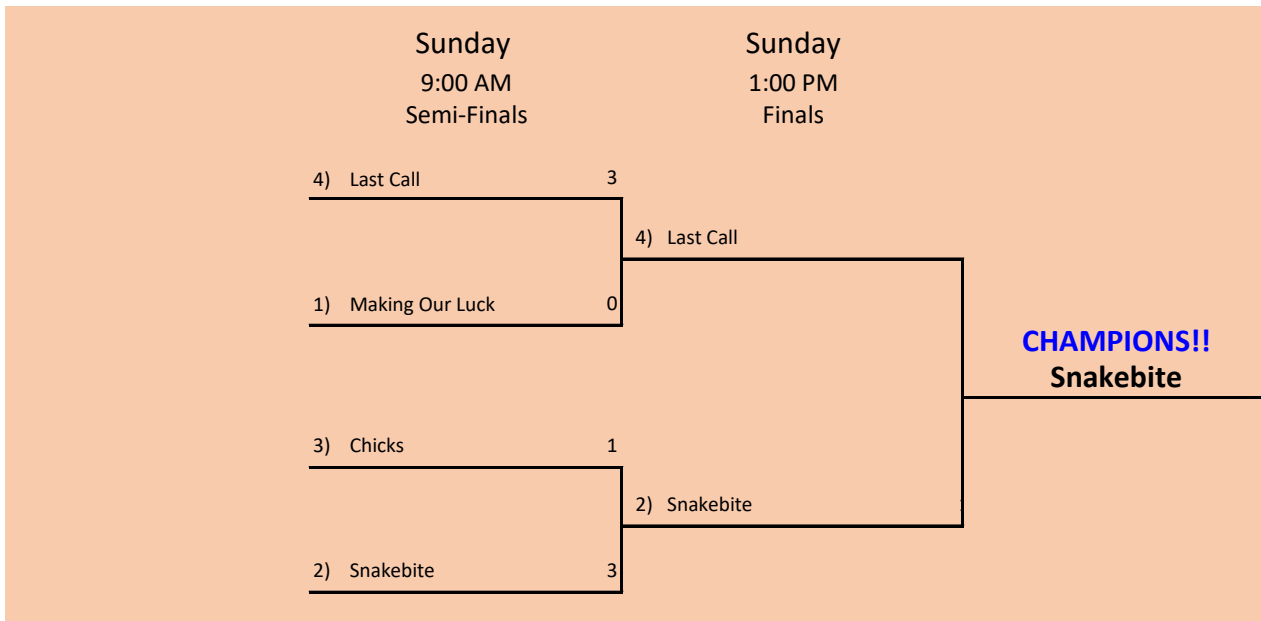 Sunday
9:00 AM
Semi-Finals
Sunday
1:00 PM
Finals
4) Last Call 3
4) Last Call
1) Making Our Luck 0
CHAMPIONS!!
Snakebite
3) Chicks 1
2) Snakebite
2) Snakebite 3